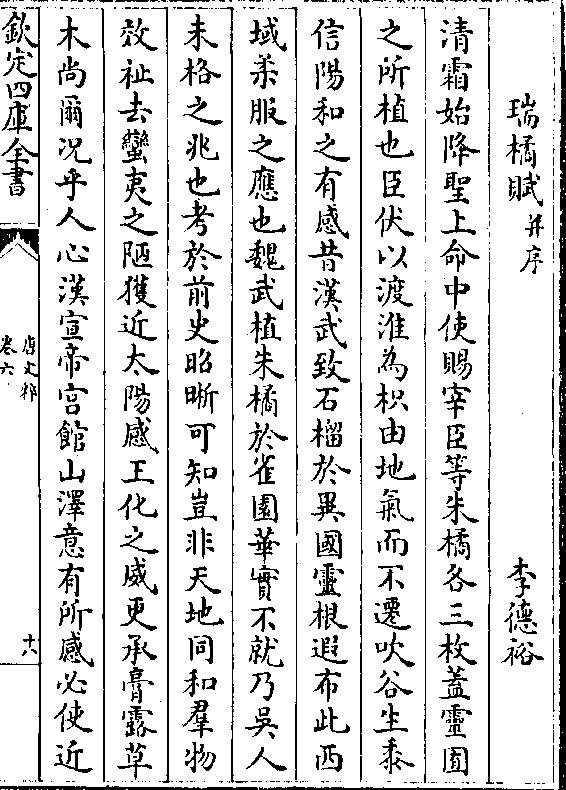 瑞橘賦并序 李德裕
清霜始降聖上命中使賜宰臣等朱橘各三枚蓋靈囿
之所植也臣伏以渡淮為枳由地氣而不遷吹谷生黍
信陽和之有感昔漢武致石榴於異國靈根遐布此西
域柔服之應也魏武植朱橘於雀園華實不就乃吳人
未格之兆也考於前史昭晰可知豈非天地同和羣物
效祉去蠻夷之陋獲近太陽感王化之威更承膏露草
木尚爾況乎人心漢宣帝宮館山澤意有所感必使近
欽定四庫全書
唐文粹
卷六
十八